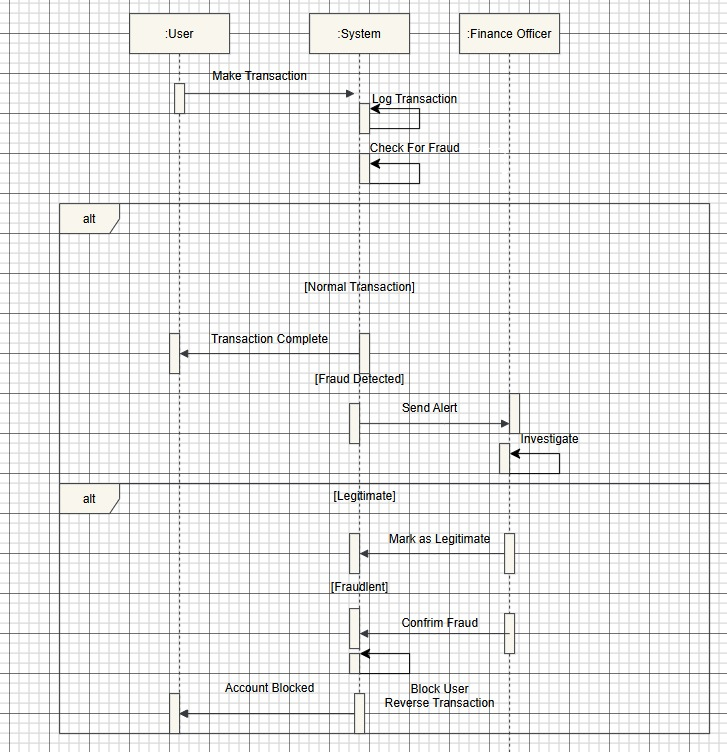 :User
:System
:Finance Officer
Make Transaction
Log Transaction
Check For Fraud
alt
[Normal Transaction]
Transaction Complete
[Fraud Detected]
Send Alert
Investigate
alt
[Legitimate]
Mark as Legitimate
[Fraudlent]
Confrim Fraud
Account Blocked
Block User
Reverse Transaction